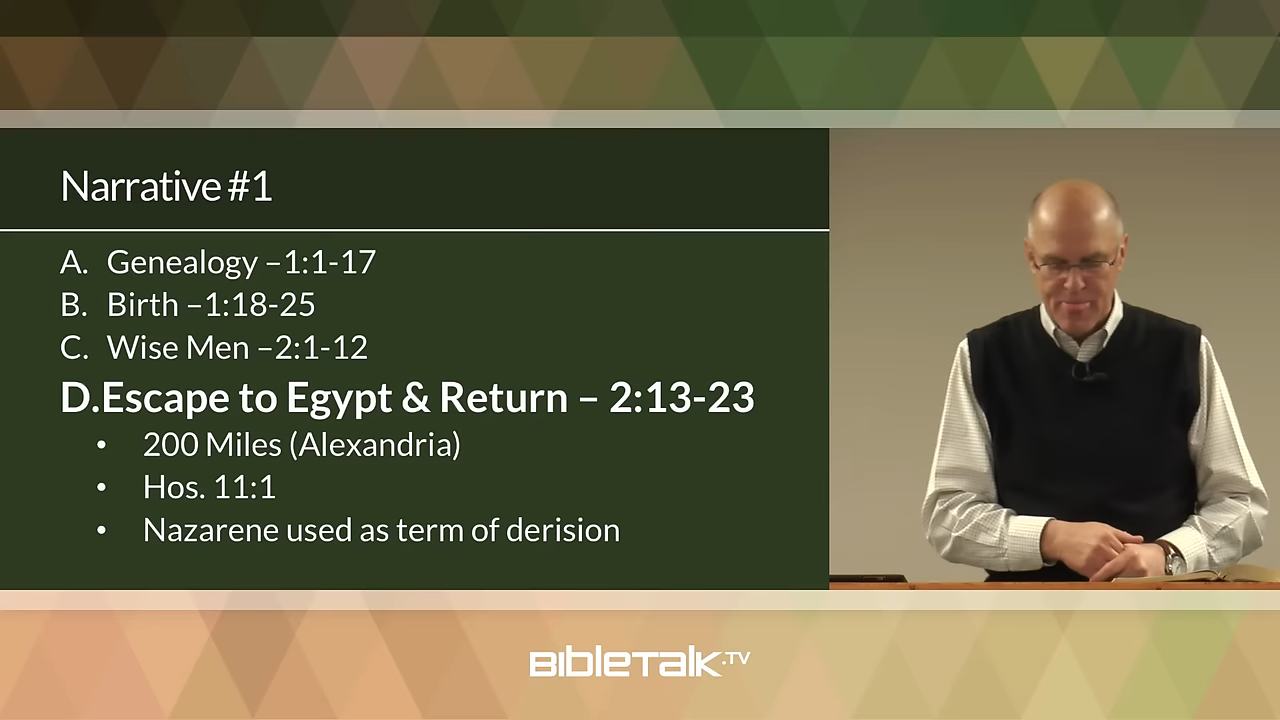 Narrative #1
A. Genealogy –1:1-17
B. Birth –1:18-25
C. Wise Men –2:1-12
D.Escape to Egypt & Return – 2:13-23
• 200 Miles (Alexandria)
• Hos. 11:1
• Nazarene used as term of derision
BIBLETALK.TV